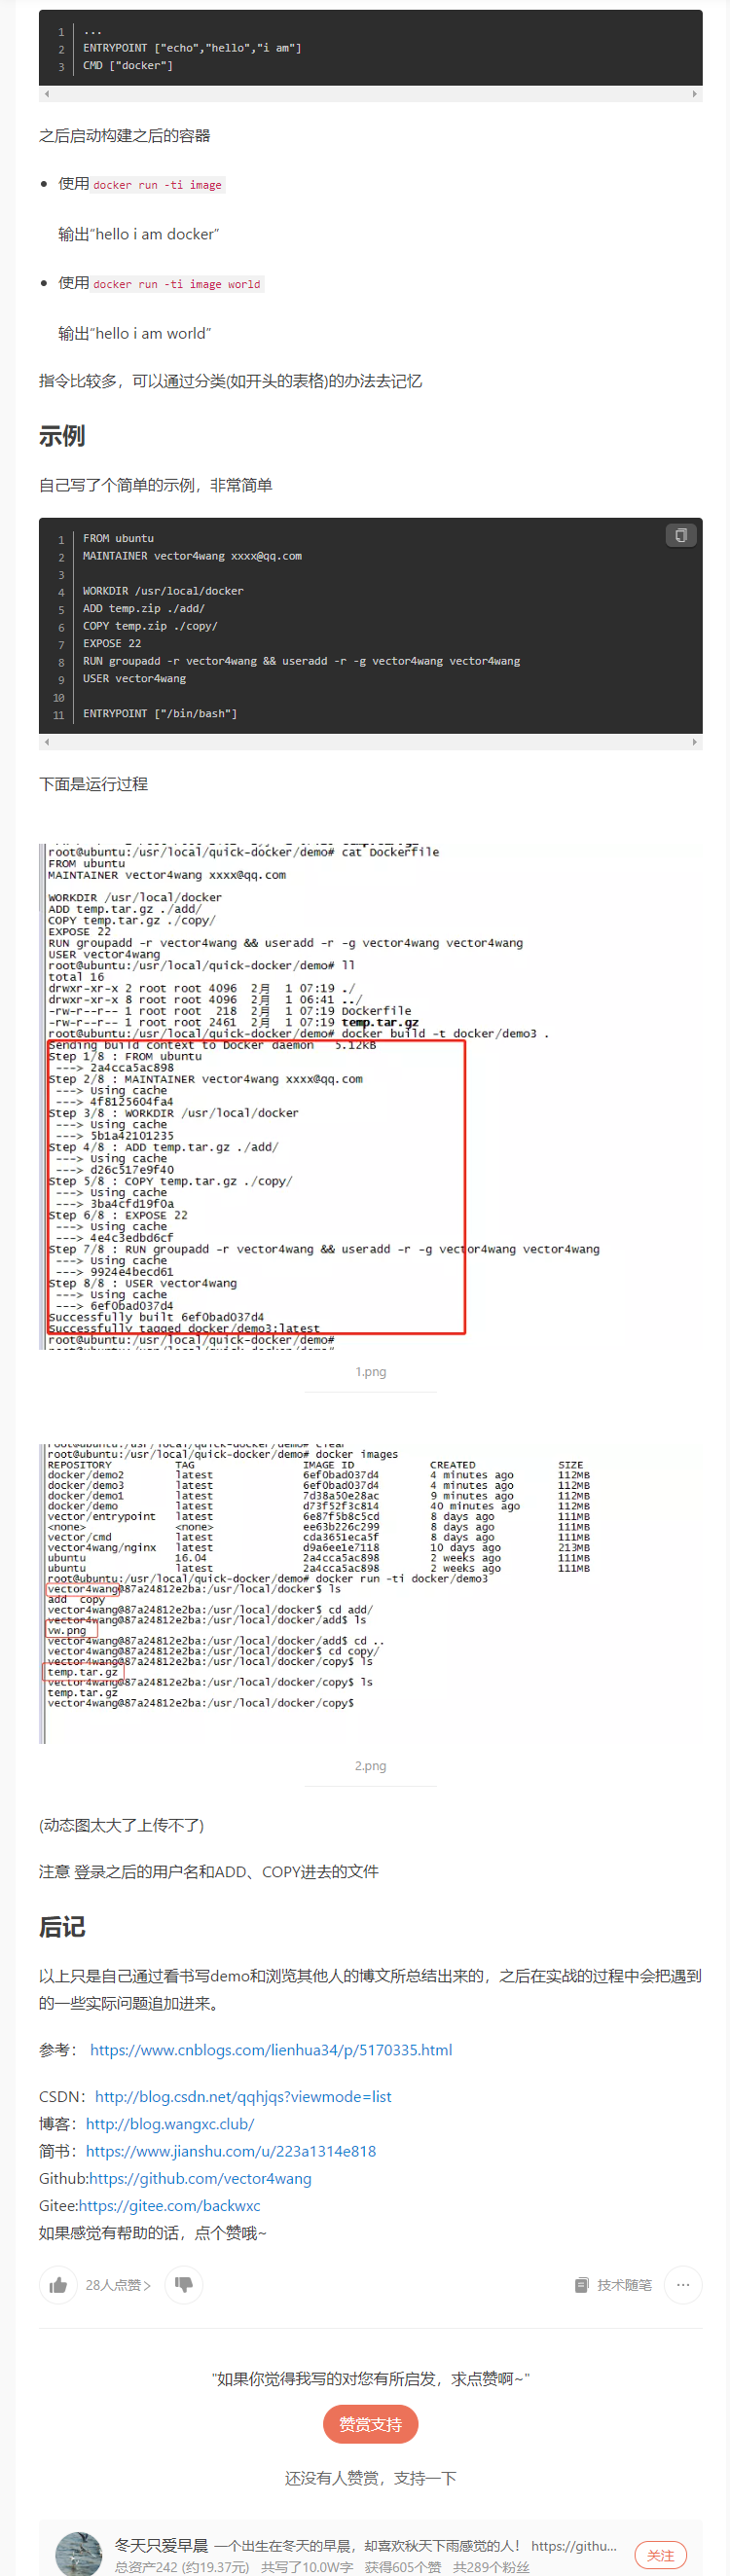 1 ...
2 ENTRYPOINT ["echo","hello","i am"]
3 CMD ["docker"]
之后启动构建之后的容器
• 使用docker run -ti image
输出“hello i am docker”
• 使用docker run -ti image world
输出“hello i am world”
指令比较多，可以通过分类(如开头的表格)的办法去记忆
示例
自己写了个简单的示例，非常简单
1 FROM ubuntu
2 MAINTAINER vector4wang xxxx@qq.com
3
4 WORKDIR /usr/local/docker
5 ADD temp.zip ./add/
6 COPY temp.zip ./copy/
7 EXPOSE 22
8 RUN groupadd -r vector4wang && useradd -r -g vector4wang vector4wang
9 USER vector4wang
10
11 ENTRYPOINT ["/bin/bash"]
下面是运行过程
root@ubuntu:/usr/local/quick-docker/demo# cat Dockerfile
FROM ubuntu
MAINTAINER vector4wang xxxx@qq.com
WORKDIR /usr/local/docker
ADD temp.tar.gz ./add/
COPY temp.tar.gz ./copy/
EXPOSE 22
RUN groupadd -r vector4wang && useradd -r -g vector4wang vector4wang
USER vector4wang
root@ubuntu:/usr/local/quick-docker/demo# ll
total 16
drwxr-xr-x 2 root root 4096 2月 1 07:19 ./
drwxr-xr-x 8 root root 4096 2月 1 06:41 ../
-rw-r--r-- 1 root root 218 2月 1 07:19 Dockerfile
-rw-r--r-- 1 root root 2461 2月 1 07:19 temp.tar.gz
root@ubuntu:/usr/local/quick-docker/demo# docker build -t docker/demo3 .
Sending build context to Docker daemon 5.12kB
Step 1/8 : FROM ubuntu
---> 2a4cca5ac898
Step 2/8 : MAINTAINER vector4wang xxxx@qq.com
---> Using cache
---> 4f8125604fa4
Step 3/8 : WORKDIR /usr/local/docker
---> Using cache
---> 5b1a42101235
Step 4/8 : ADD temp.tar.gz ./add/
---> Using cache
---> d26c517e9f40
Step 5/8 : COPY temp.tar.gz ./copy/
---> Using cache
---> 3ba4cfd19f0a
Step 6/8 : EXPOSE 22
---> Using cache
---> 4e4c3edbd6cf
Step 7/8 : RUN groupadd -r vector4wang && useradd -r -g vector4wang vector4wang
---> Using cache
---> 9924e4becd61
Step 8/8 : USER vector4wang
---> Using cache
---> 6ef0bad037d4
Successfully built 6ef0bad037d4
Successfully tagged docker/demo3:latest
root@ubuntu:/usr/local/quick-docker/demo#
root@ubuntu:/usr/local/quick-docker/demo#
1.png
root@ubuntu:/usr/local/quick-docker/demo# clear
root@ubuntu:/usr/local/quick-docker/demo# docker images
REPOSITORY TAG IMAGE ID CREATED SIZE
docker/demo2 latest 6ef0bad037d4 4 minutes ago 112MB
docker/demo3 latest 6ef0bad037d4 4 minutes ago 112MB
docker/demo1 latest 7d38a50e28ac 9 minutes ago 112MB
docker/demo latest d73f52f3c814 40 minutes ago 112MB
vector/entrypoint latest 6e87f5b8c5cd 8 days ago 111MB
<none> <none> ee63b226c299 8 days ago 111MB
vector/cmd latest cda3651eca5f 8 days ago 111MB
vector4wang/nginx latest d9a6ee1e7118 10 days ago 213MB
ubuntu 16.04 2a4cca5ac898 2 weeks ago 111MB
ubuntu latest 2a4cca5ac898 2 weeks ago 111MB
root@ubuntu:/usr/local/quick-docker/demo# docker run -ti docker/demo3
vector4wang@87a24812e2ba:/usr/local/docker$ ls
add copy
vector4wang@87a24812e2ba:/usr/local/docker$ cd add/
vector4wang@87a24812e2ba:/usr/local/docker/add$ ls
vw.png
vector4wang@87a24812e2ba:/usr/local/docker/add$ cd ..
vector4wang@87a24812e2ba:/usr/local/docker$ cd copy/
vector4wang@87a24812e2ba:/usr/local/docker/copy$ ls
temp.tar.gz
vector4wang@87a24812e2ba:/usr/local/docker/copy$ ls
temp.tar.gz
vector4wang@87a24812e2ba:/usr/local/docker/copy$
2.png
(动态图太大了上传不了)
注意 登录之后的用户名和ADD、COPY进去的文件
后记
以上只是自己通过看书写demo和浏览其他人的博文所总结出来的，之后在实战的过程中会把遇到
的一些实际问题追加进来。
参考： https://www.cnblogs.com/lienhua34/p/5170335.html
CSDN：http://blog.csdn.net/qqhjqs?viewmode=list
博客：http://blog.wangxc.club/
简书：https://www.jianshu.com/u/223a1314e818
Github:https://github.com/vector4wang
Gitee:https://gitee.com/backwxc
如果感觉有帮助的话，点个赞哦~
28人点赞> 技术随笔 ...
"如果你觉得我写的对您有所启发，求点赞啊~"
赞赏支持
还没有人赞赏，支持一下
冬天只爱早晨 一个出生在冬天的早晨，却喜欢秋天下雨感觉的人！ https://githu... 关注
总资产242 (约19.37元) 共写了10.0W字 获得605个赞 共289个粉丝